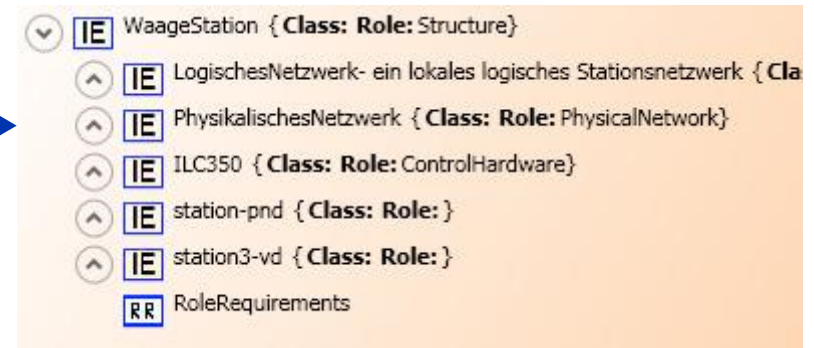 IE WaageStation { Class: Role: Structure}
IE LogischesNetzwerk- ein lokales logisches Stationsnetzwerk { Cla
IE PhysikalischesNetzwerk { Class: Role: PhysicalNetwork}
IE ILC350 { Class: Role: ControlHardware}
IE station-pnd { Class: Role: }
IE station3-vd { Class: Role: }
RR RoleRequirements